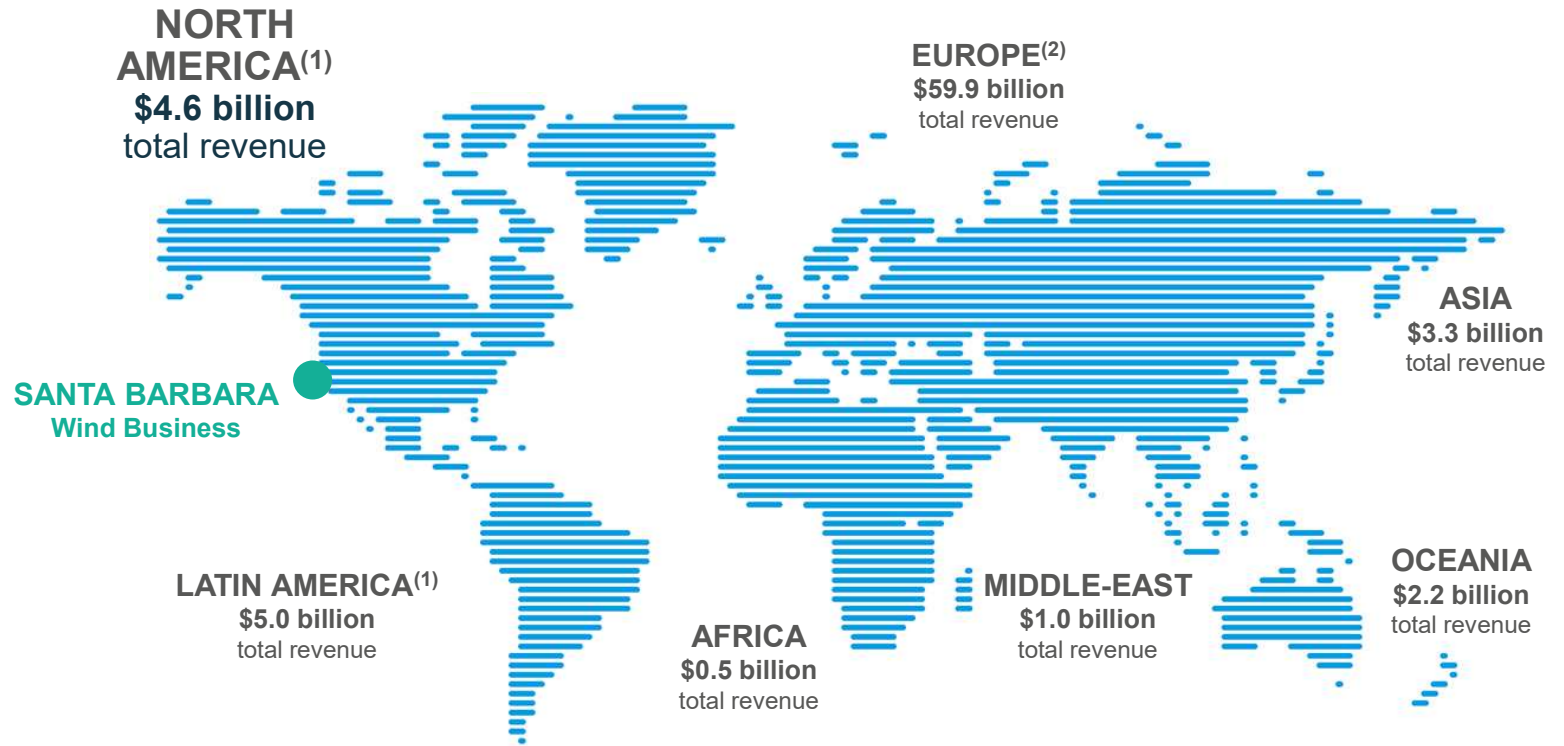 NORTH
AMERICA(1)
$4.6 billion
total revenue
EUROPE(2)
$59.9 billion
total revenue
ASIA
$3.3 billion
total revenue
SANTA BARBARA
Wind Business
LATIN AMERICA(1)
$5.0 billion
total revenue
AFRICA
$0.5 billion
total revenue
MIDDLE-EAST
$1.0 billion
total revenue
OCEANIA
$2.2 billion
total revenue